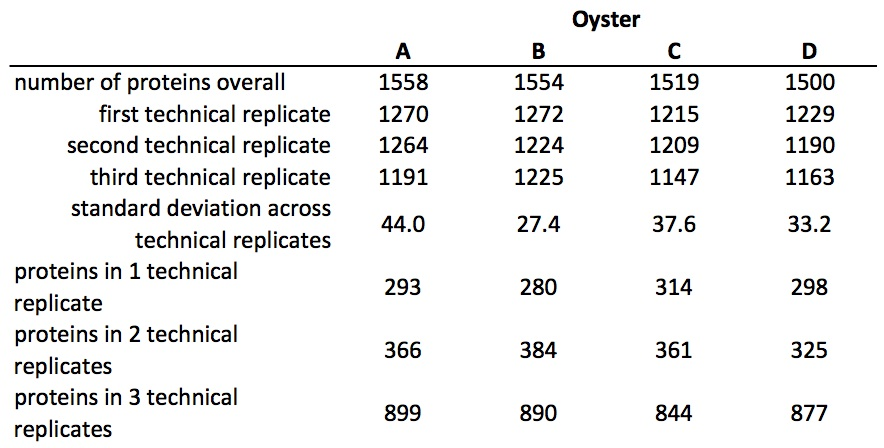 Oyster
A B C D
number of proteins overall 1558 1554 1519 1500
first technical replicate 1270 1272 1215 1229
second technical replicate 1264 1224 1209 1190
third technical replicate 1191 1225 1147 1163
standard deviation across
technical replicates 44.0 27.4 37.6 33.2
proteins in 1 technical
replicate 293 280 314 298
proteins in 2 technical
replicates 366 384 361 325
proteins in 3 technical
replicates 899 890 844 877